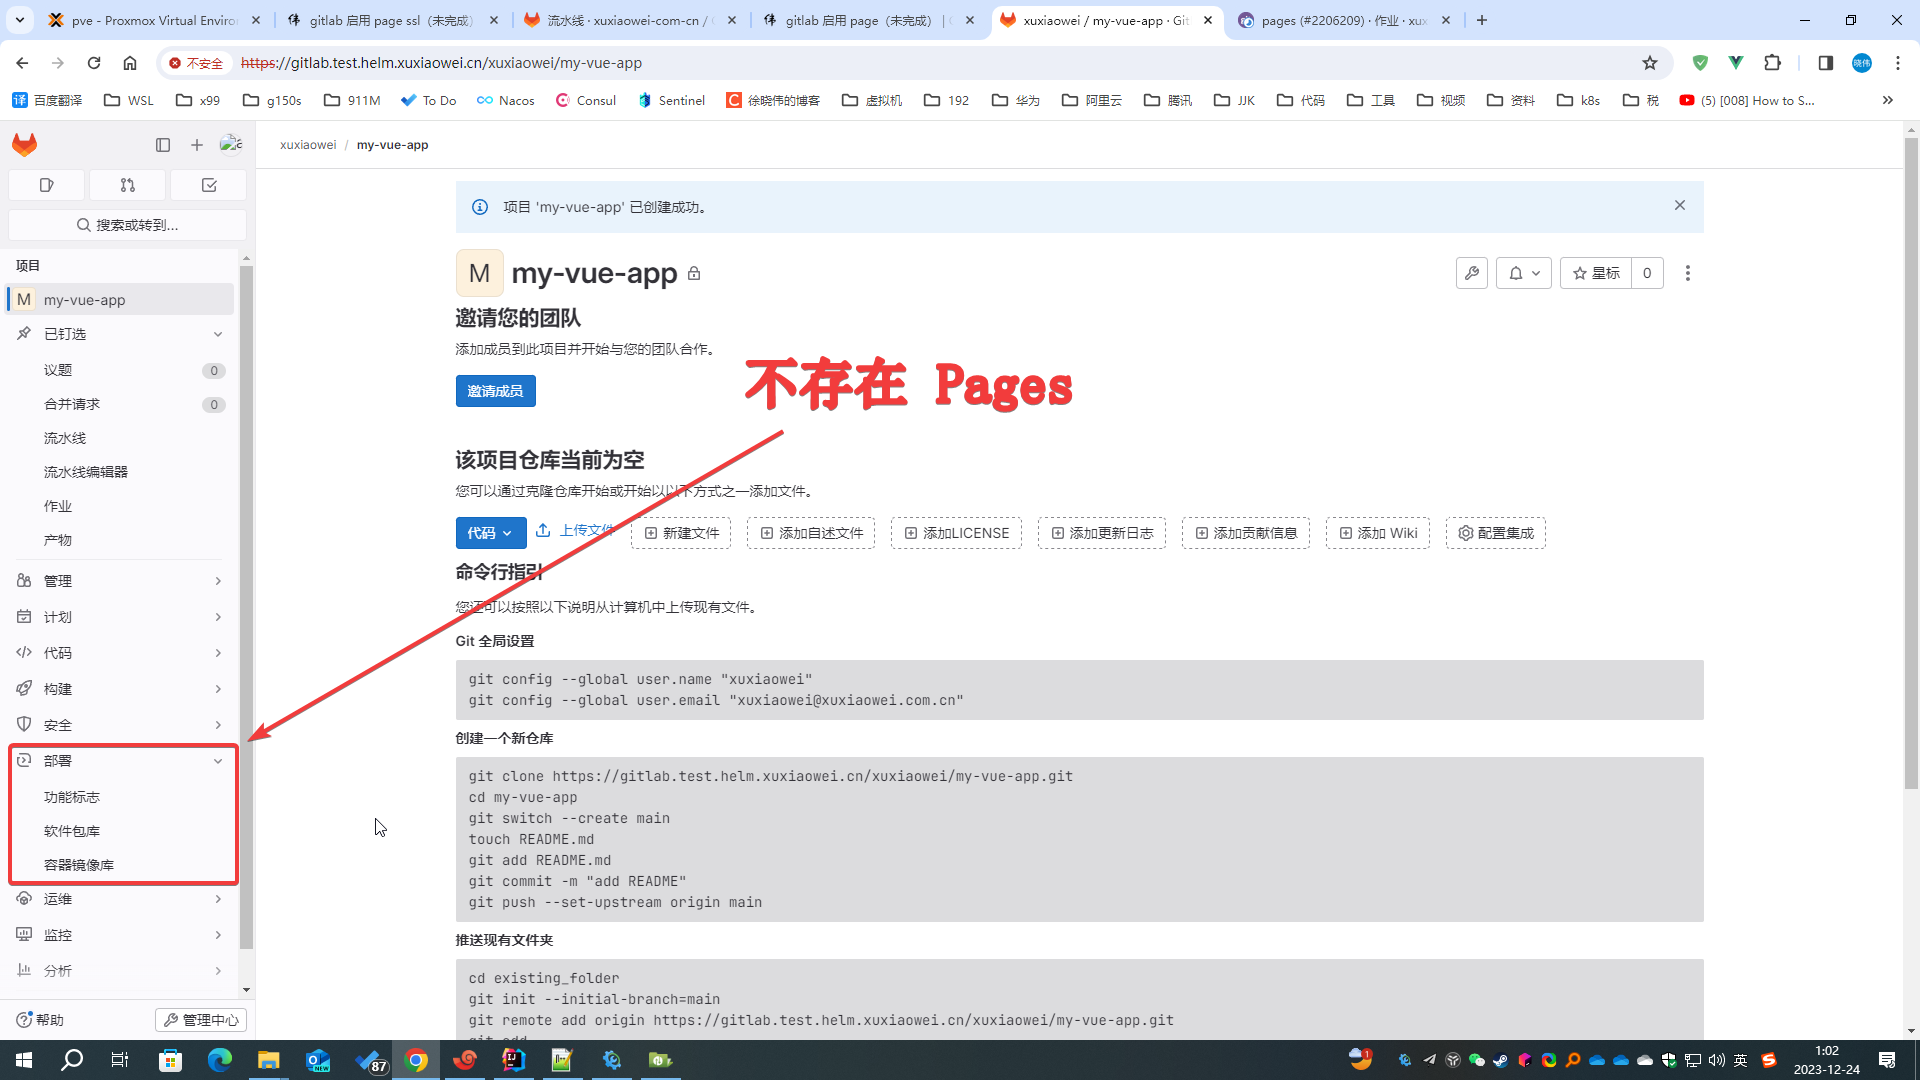 pve - Proxmox Virtual Enviro
gitlab 启用 page ssl（未完成）
流水线 · xuxiaowei-com-cn /
gitlab 启用 page（未完成） | 
xuxiaowei / my-vue-app · Git
pages (#2206209) · 作业 · xux
不安全
https://gitlab.test.helm.xuxiaowei.cn/xuxiaowei/my-vue-app
晓伟
译 百度翻译
WSL
x99
g150s
911M
To Do
Nacos
Consul
Sentinel
C 徐晓伟的博客
虚拟机
192
华为
阿里云
腾讯
JJK
代码
工具
视频
资料
k8s
税
(5) [008] How to S...
xuxiaowei / my-vue-app
搜索或转到...
项目
M my-vue-app
已钉选
议题 0
合并请求 0
流水线
流水线编辑器
作业
产物
管理
计划
代码
构建
安全
部署
功能标志
软件包库
容器镜像库
运维
监控
分析
帮助
管理中心
项目 'my-vue-app' 已创建成功。
M my-vue-app
星标 0
邀请您的团队
添加成员到此项目并开始与您的团队合作。
邀请成员
不存在 Pages
该项目仓库当前为空
您可以通过克隆仓库开始或开始以以下方式之一添加文件。
代码
上传文件
新建文件
添加自述文件
添加LICENSE
添加更新日志
添加贡献信息
添加 Wiki
配置集成
命令行指引
您还可以按照以下说明从计算机中上传现有文件。
Git 全局设置
git config --global user.name "xuxiaowei"
git config --global user.email "xuxiaowei@xuxiaowei.com.cn"
创建一个新仓库
git clone https://gitlab.test.helm.xuxiaowei.cn/xuxiaowei/my-vue-app.git
cd my-vue-app
git switch --create main
touch README.md
git add README.md
git commit -m "add README"
git push --set-upstream origin main
推送现有文件夹
cd existing_folder
git init --initial-branch=main
git remote add origin https://gitlab.test.helm.xuxiaowei.cn/xuxiaowei/my-vue-app.git
git add .
NEW
87
1
英
1:02
2023-12-24